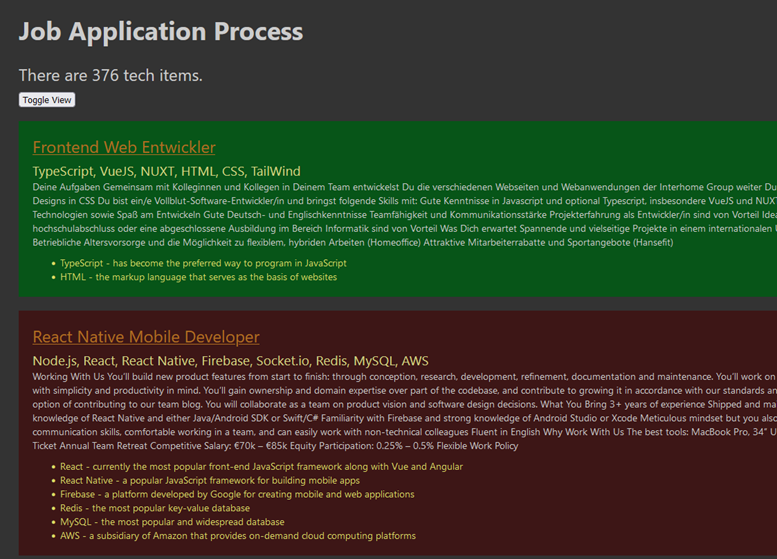 Job Application Process
There are 376 tech items.
Toggle View
Frontend Web Entwickler
TypeScript, VueJS, NUXT, HTML, CSS, TailWind
Deine Aufgaben Gemeinsam mit Kolleginnen und Kollegen in Deinem Team entwickelst Du die verschiedenen Webseiten und Webanwendungen der Interhome Group weiter Du
Designs in CSS Du bist ein/e Vollblut-Software-Entwickler/in und bringst folgende Skills mit: Gute Kenntnisse in Javascript und optional Typescript, insbesondere VueJS und NUXT
Technologien sowie Spaß am Entwickeln Gute Deutsch- und Englischkenntnisse Teamfähigkeit und Kommunikationsstärke Projekterfahrung als Entwickler/in sind von Vorteil
hochschulabschluss oder eine abgeschlossene Ausbildung im Bereich Informatik sind von Vorteil Was Dich erwartet Spannende und vielseitige Projekte in einem internationalen
Betriebliche Altersvorsorge und die Möglichkeit zu flexiblem, hybriden Arbeiten (Homeoffice) Attraktive Mitarbeiterrabatte und Sportangebote (Hansefit)
• TypeScript - has become the preferred way to program in JavaScript
• HTML - the markup language that serves as the basis of websites
React Native Mobile Developer
Node.js, React, React Native, Firebase, Socket.io, Redis, MySQL, AWS
Working With Us You'll build new product features from start to finish: through conception, research, development, refinement, documentation and maintenance. You'll work on
with simplicity and productivity in mind. You'll gain ownership and domain expertise over part of the codebase, and contribute to growing it in accordance with our standards an
option of contributing to our team blog. You will collaborate as a team on product vision and software design decisions. What You Bring 3+ years of experience Shipped and ma
knowledge of React Native and either Java/Android SDK or Swift/C# Familiarity with Firebase and strong knowledge of Android Studio or Xcode Meticulous mindset but you also
communication skills, comfortable working in a team, and can easily work with non-technical colleagues Fluent in English Why Work With Us The best tools: MacBook Pro, 34" U
Ticket Annual Team Retreat Competitive Salary: €70k – €85k Equity Participation: 0.25% – 0.5% Flexible Work Policy
• React - currently the most popular front-end JavaScript framework along with Vue and Angular
• React Native - a popular JavaScript framework for building mobile apps
• Firebase - a platform developed by Google for creating mobile and web applications
• Redis - the most popular key-value database
• MySQL - the most popular and widespread database
• AWS - a subsidiary of Amazon that provides on-demand cloud computing platforms